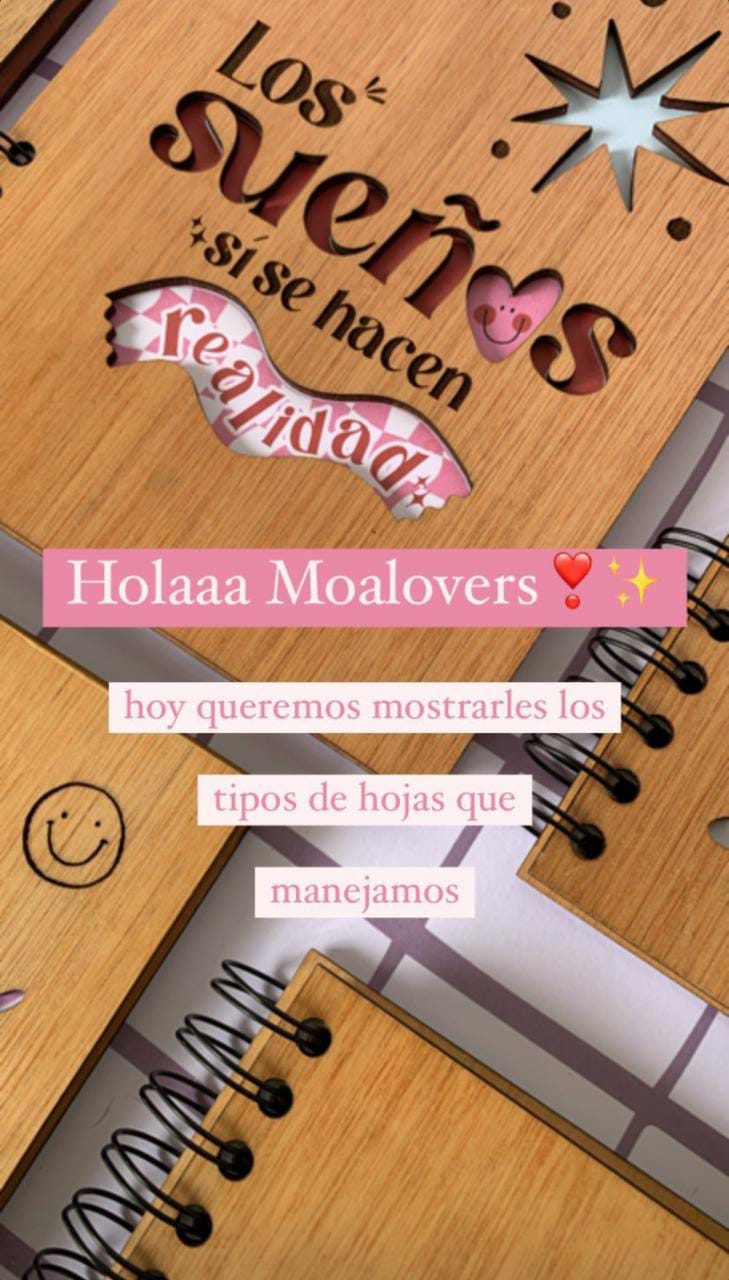 Los
sueños
sí se hacen
realidad
Holaaa Moalovers❣️✨
hoy queremos mostrarles los
tipos de hojas que
manejamos